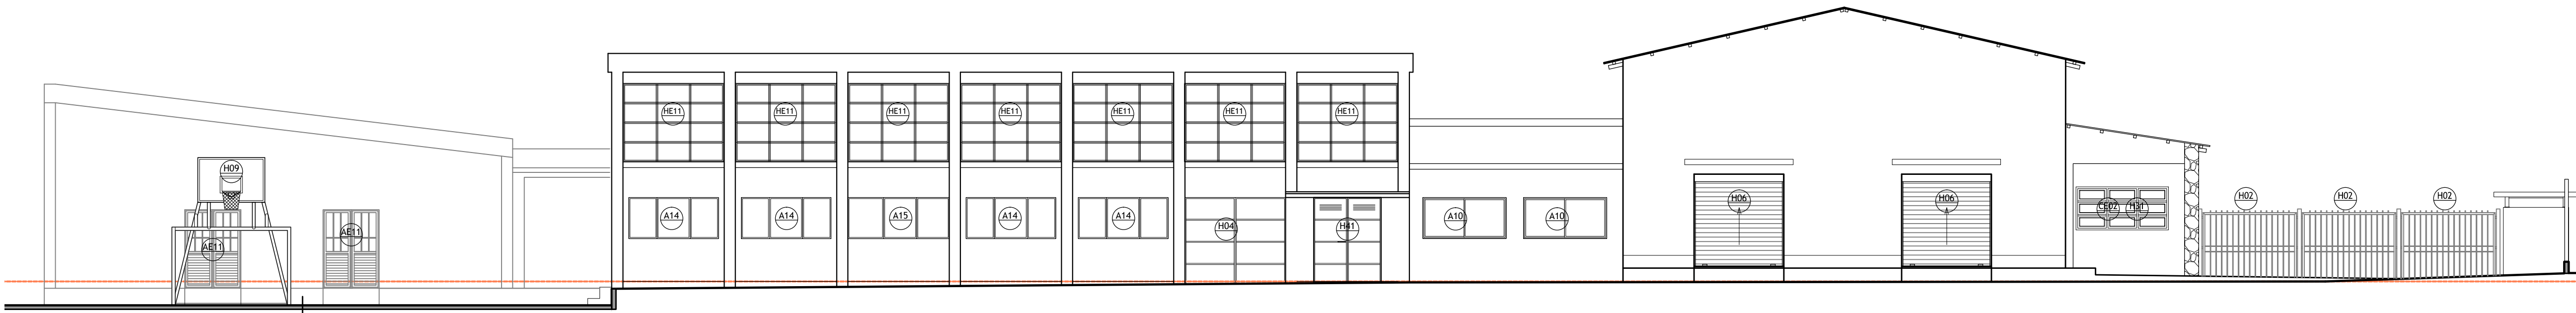 HE11 HE11 HE11 HE11 HE11 HE11 HE11
H09
H02 H02 H02
H06 H06
CE02 H31
A14 A14 A15 A14 A14 A10 A10
H04 H41
AE11
AE11